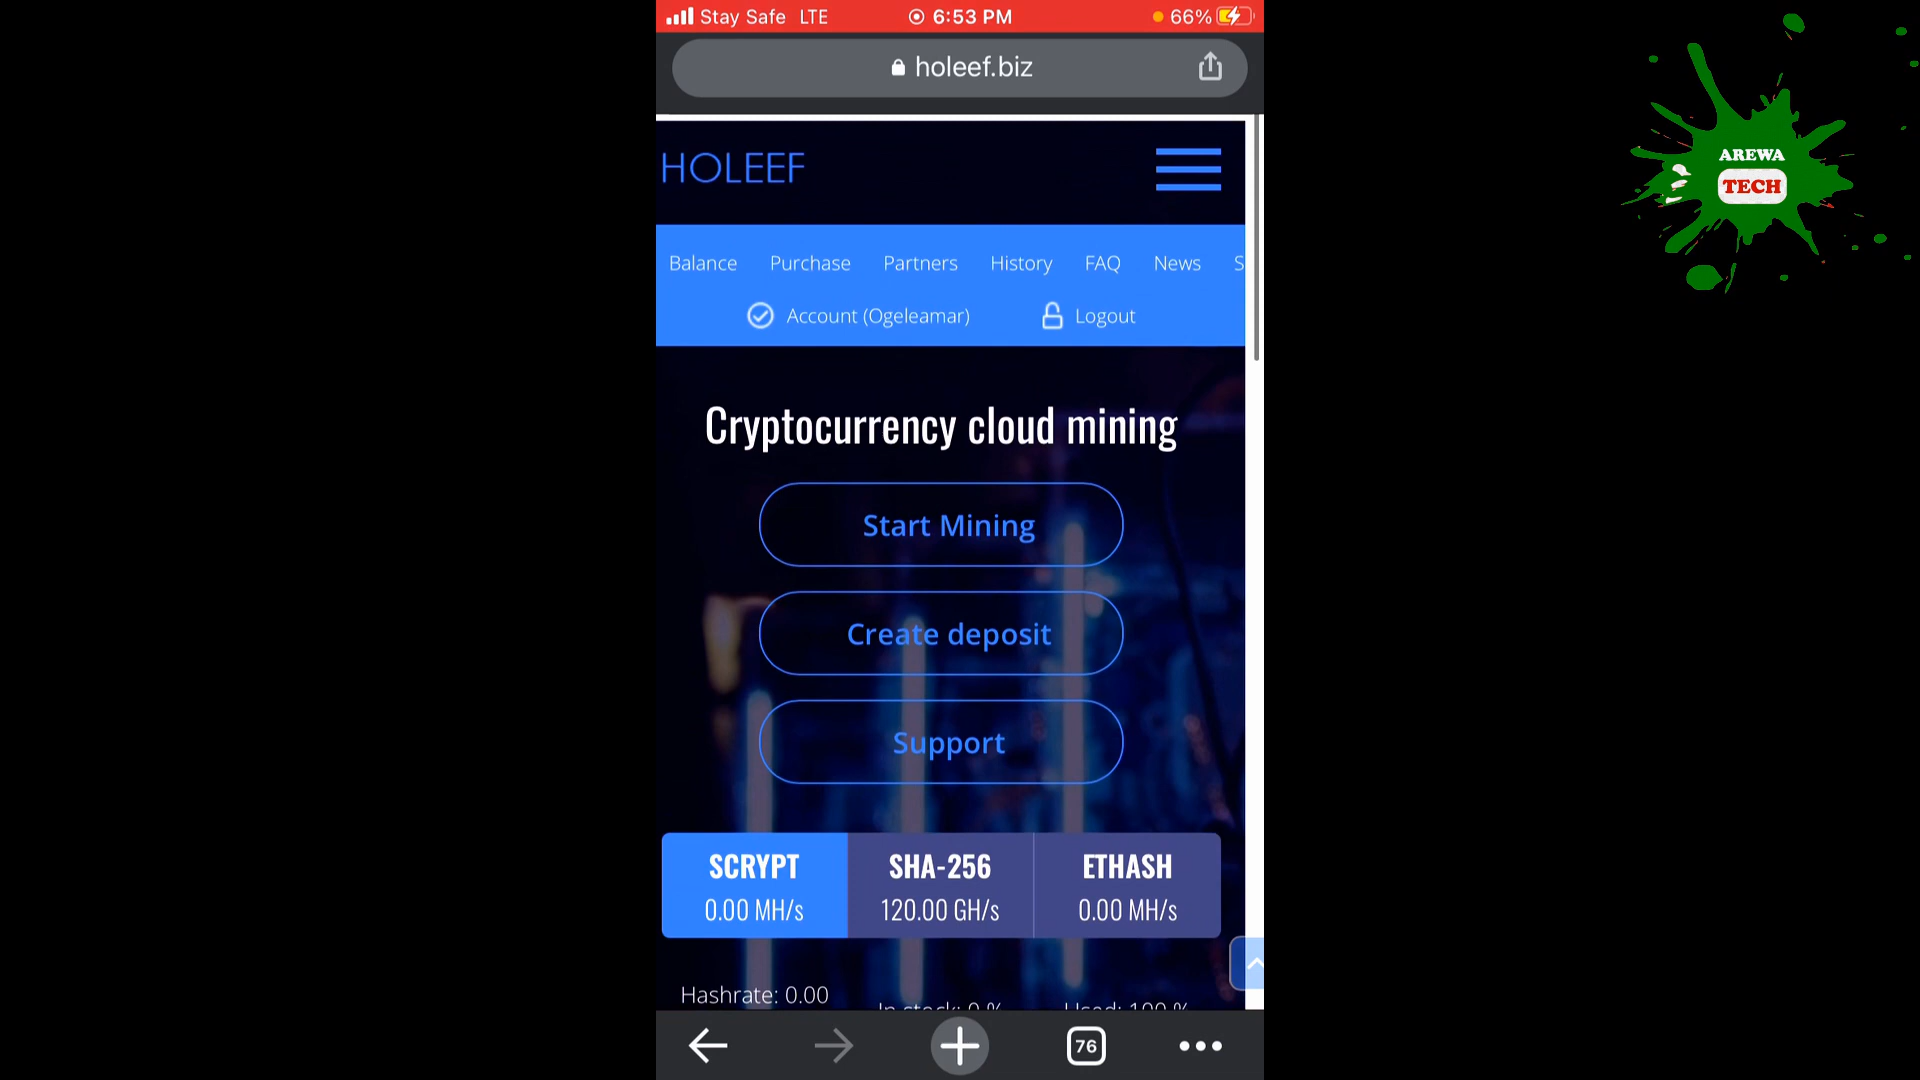 Stay Safe LTE 6:53 PM 66%
holeef.biz
HOLEEF
Balance Purchase Partners History FAQ News S
Account (Ogeleamar) Logout
Cryptocurrency cloud mining
Start Mining
Create deposit
Support
SCRYPT SHA-256 ETHASH
0.00 MH/s 120.00 GH/s 0.00 MH/s
Hashrate: 0.00 In stock: 0 % Used: 100 %
76
AREWA
TECH